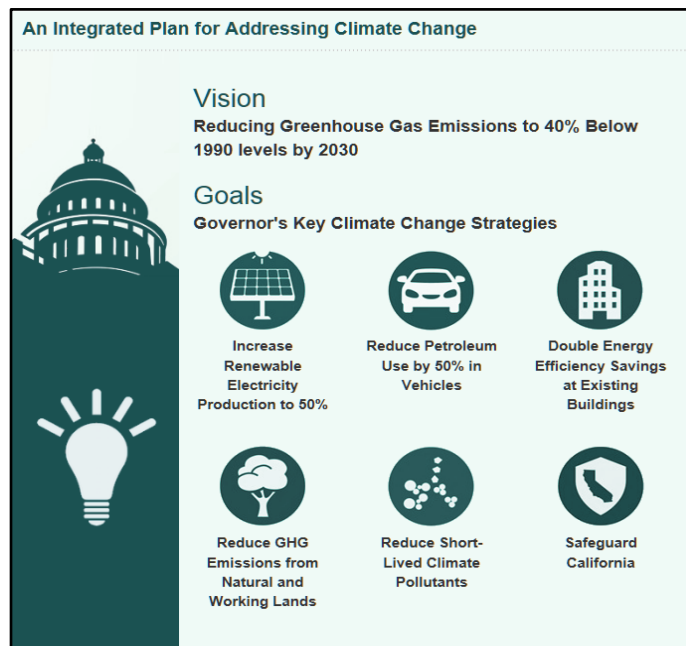 An Integrated Plan for Addressing Climate Change
Vision
Reducing Greenhouse Gas Emissions to 40% Below
1990 levels by 2030
Goals
Governor's Key Climate Change Strategies
Increase
Renewable
Electricity
Production to 50%
Reduce Petroleum
Use by 50% in
Vehicles
Double Energy
Efficiency Savings
at Existing
Buildings
Reduce GHG
Emissions from
Natural and
Working Lands
Reduce Short-
Lived Climate
Pollutants
Safeguard
California